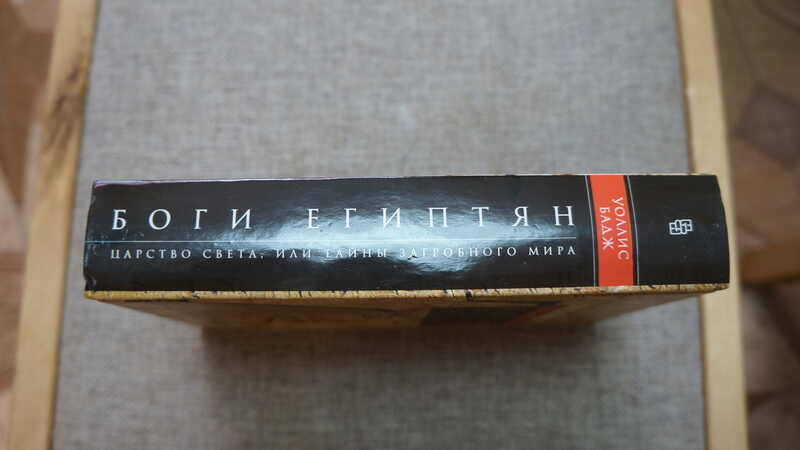 БОГИ ЕГИПТЯН
ЦАРСТВО СВЕТА, ИЛИ ТАЙНЫ ЗАГРОБНОГО МИРА
УОЛЛИС
БАДЖ